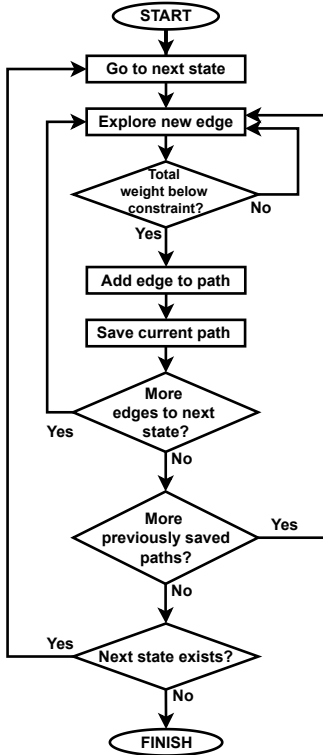 START
Go to next state
Explore new edge
Total
weight below
constraint?
No
Yes
Add edge to path
Save current path
More
edges to next
state?
Yes
No
More
previously saved
paths?
Yes
No
Next state exists?
Yes
No
FINISH